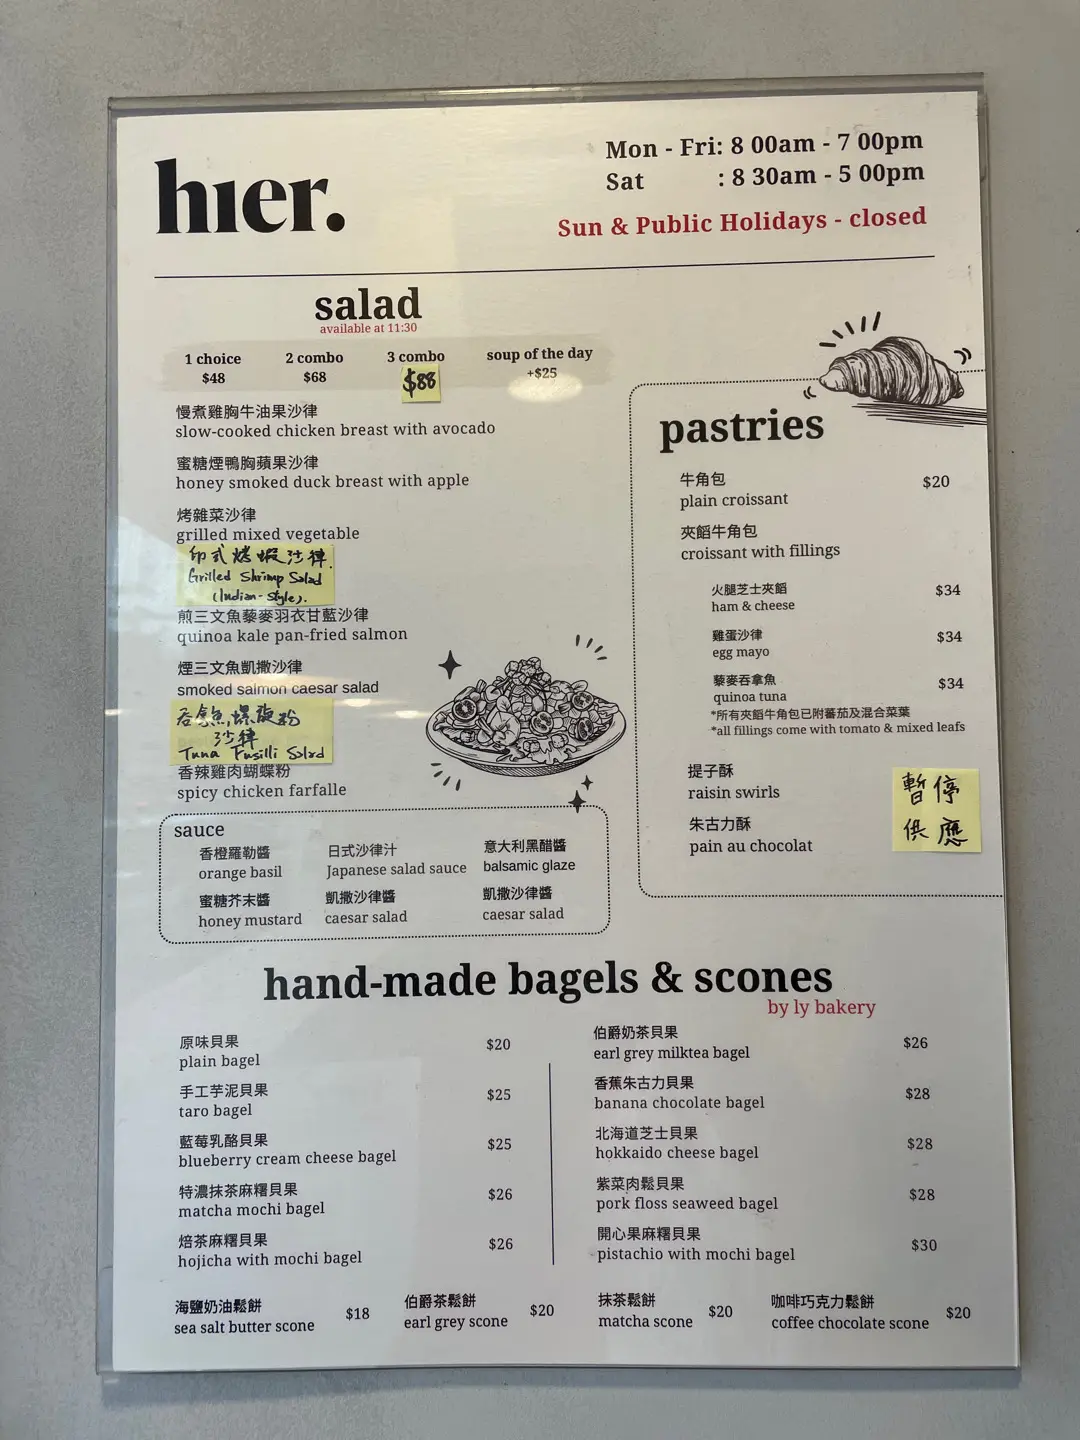 hıer.
Mon - Fri: 8 00am - 7 00pm
Sat : 8 30am - 5 00pm
Sun & Public Holidays - closed
salad
available at 11:30
1 choice 2 combo 3 combo soup of the day
$48 $68 $88 +$25
慢煮雞胸牛油果沙律
slow-cooked chicken breast with avocado
蜜糖煙鴨胸蘋果沙律
honey smoked duck breast with apple
烤雜菜沙律
grilled mixed vegetable
印式烤蝦沙律.
Grilled Shrimp Salad
(Indian-Style).
煎三文魚藜麥羽衣甘藍沙律
quinoa kale pan-fried salmon
煙三文魚凱撒沙律
smoked salmon caesar salad
吞拿魚,螺旋粉
沙律
Tuna Fusilli Salad
香辣雞肉蝴蝶粉
spicy chicken farfalle
sauce
香橙羅勒醬 日式沙律汁 意大利黑醋醬
orange basil Japanese salad sauce balsamic glaze
蜜糖芥末醬 凱撒沙律醬 凱撒沙律醬
honey mustard caesar salad caesar salad
pastries
牛角包 $20
plain croissant
夾餡牛角包
croissant with fillings
火腿芝士夾餡 $34
ham & cheese
雞蛋沙律 $34
egg mayo
藜麥吞拿魚 $34
quinoa tuna
*所有夾餡牛角包已附蕃茄及混合菜葉
*all fillings come with tomato & mixed leafs
提子酥
raisin swirls
朱古力酥
pain au chocolat
暫停
供應
hand-made bagels & scones
by ly bakery
原味貝果 $20
plain bagel
手工芋泥貝果 $25
taro bagel
藍莓乳酪貝果 $25
blueberry cream cheese bagel
特濃抹茶麻糬貝果 $26
matcha mochi bagel
焙茶麻糬貝果 $26
hojicha with mochi bagel
伯爵奶茶貝果 $26
earl grey milktea bagel
香蕉朱古力貝果 $28
banana chocolate bagel
北海道芝士貝果 $28
hokkaido cheese bagel
紫菜肉鬆貝果 $28
pork floss seaweed bagel
開心果麻糬貝果 $30
pistachio with mochi bagel
海鹽奶油鬆餅 $18
sea salt butter scone
伯爵茶鬆餅 $20
earl grey scone
抹茶鬆餅 $20
matcha scone
咖啡巧克力鬆餅 $20
coffee chocolate scone